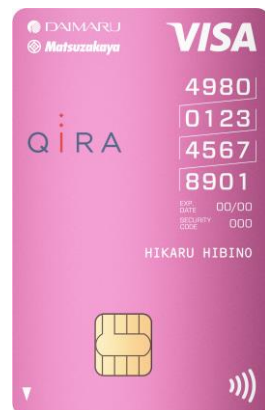 DAIMARU
Matsuzakaya
VISA
4980
0123
4567
8901
QIRA
EXP. DATE 00/00
SECURITY CODE 000
HIKARU HIBINO